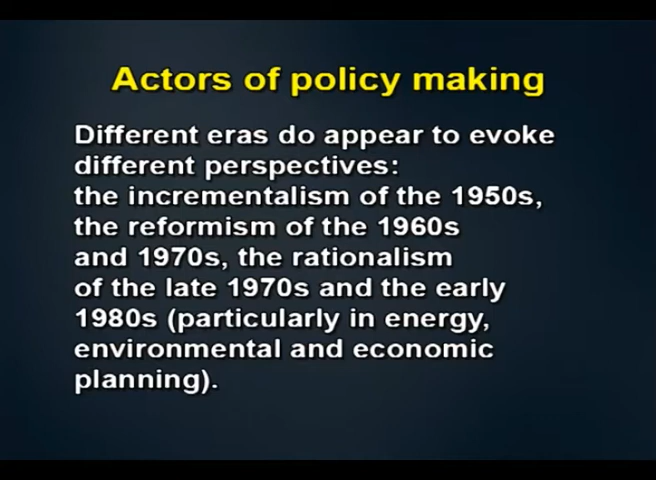 Actors of policy making
Different eras do appear to evoke
different perspectives:
the incrementalism of the 1950s,
the reformism of the 1960s
and 1970s, the rationalism
of the late 1970s and the early
1980s (particularly in energy,
environmental and economic
planning).